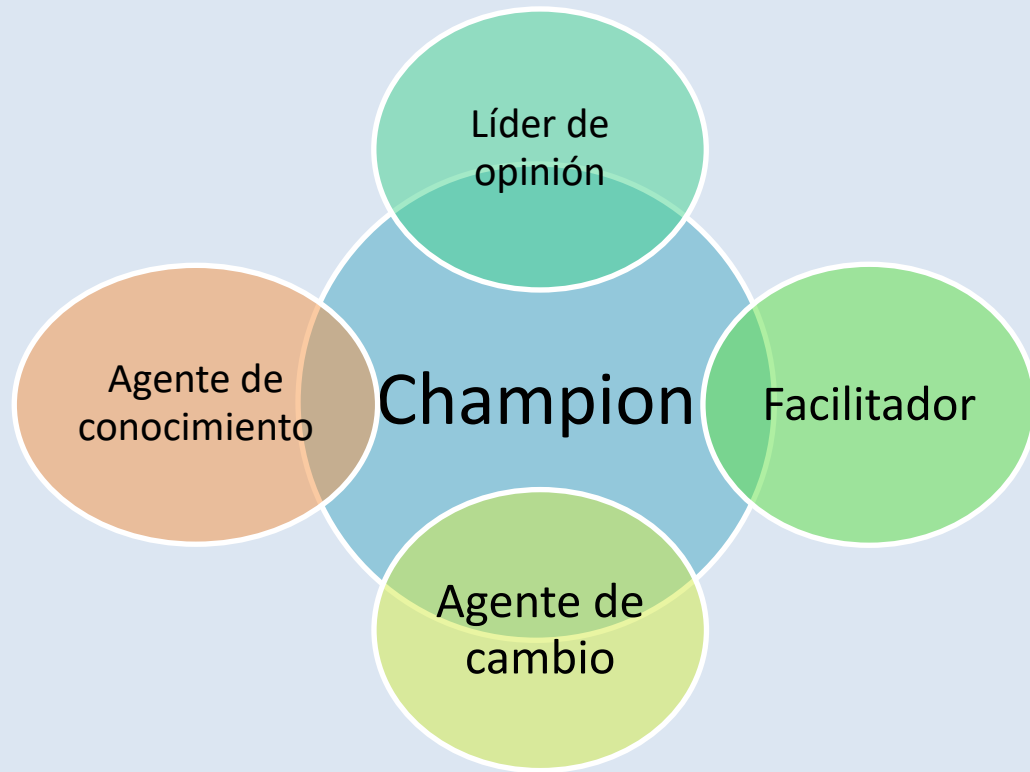 Líder de
opinión
Agente de
conocimiento
Champion
Facilitador
Agente de
cambio